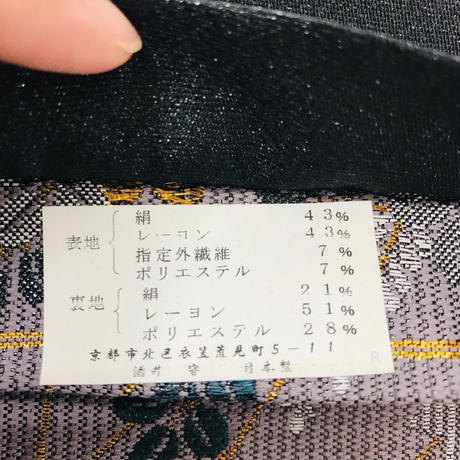 表地
絹 43%
レーヨン 43%
指定外繊維 7%
ポリエステル 7%
裏地
絹 21%
レーヨン 51%
ポリエステル 28%
京都市北区衣笠荒見町5-11
酒井 日本製
R